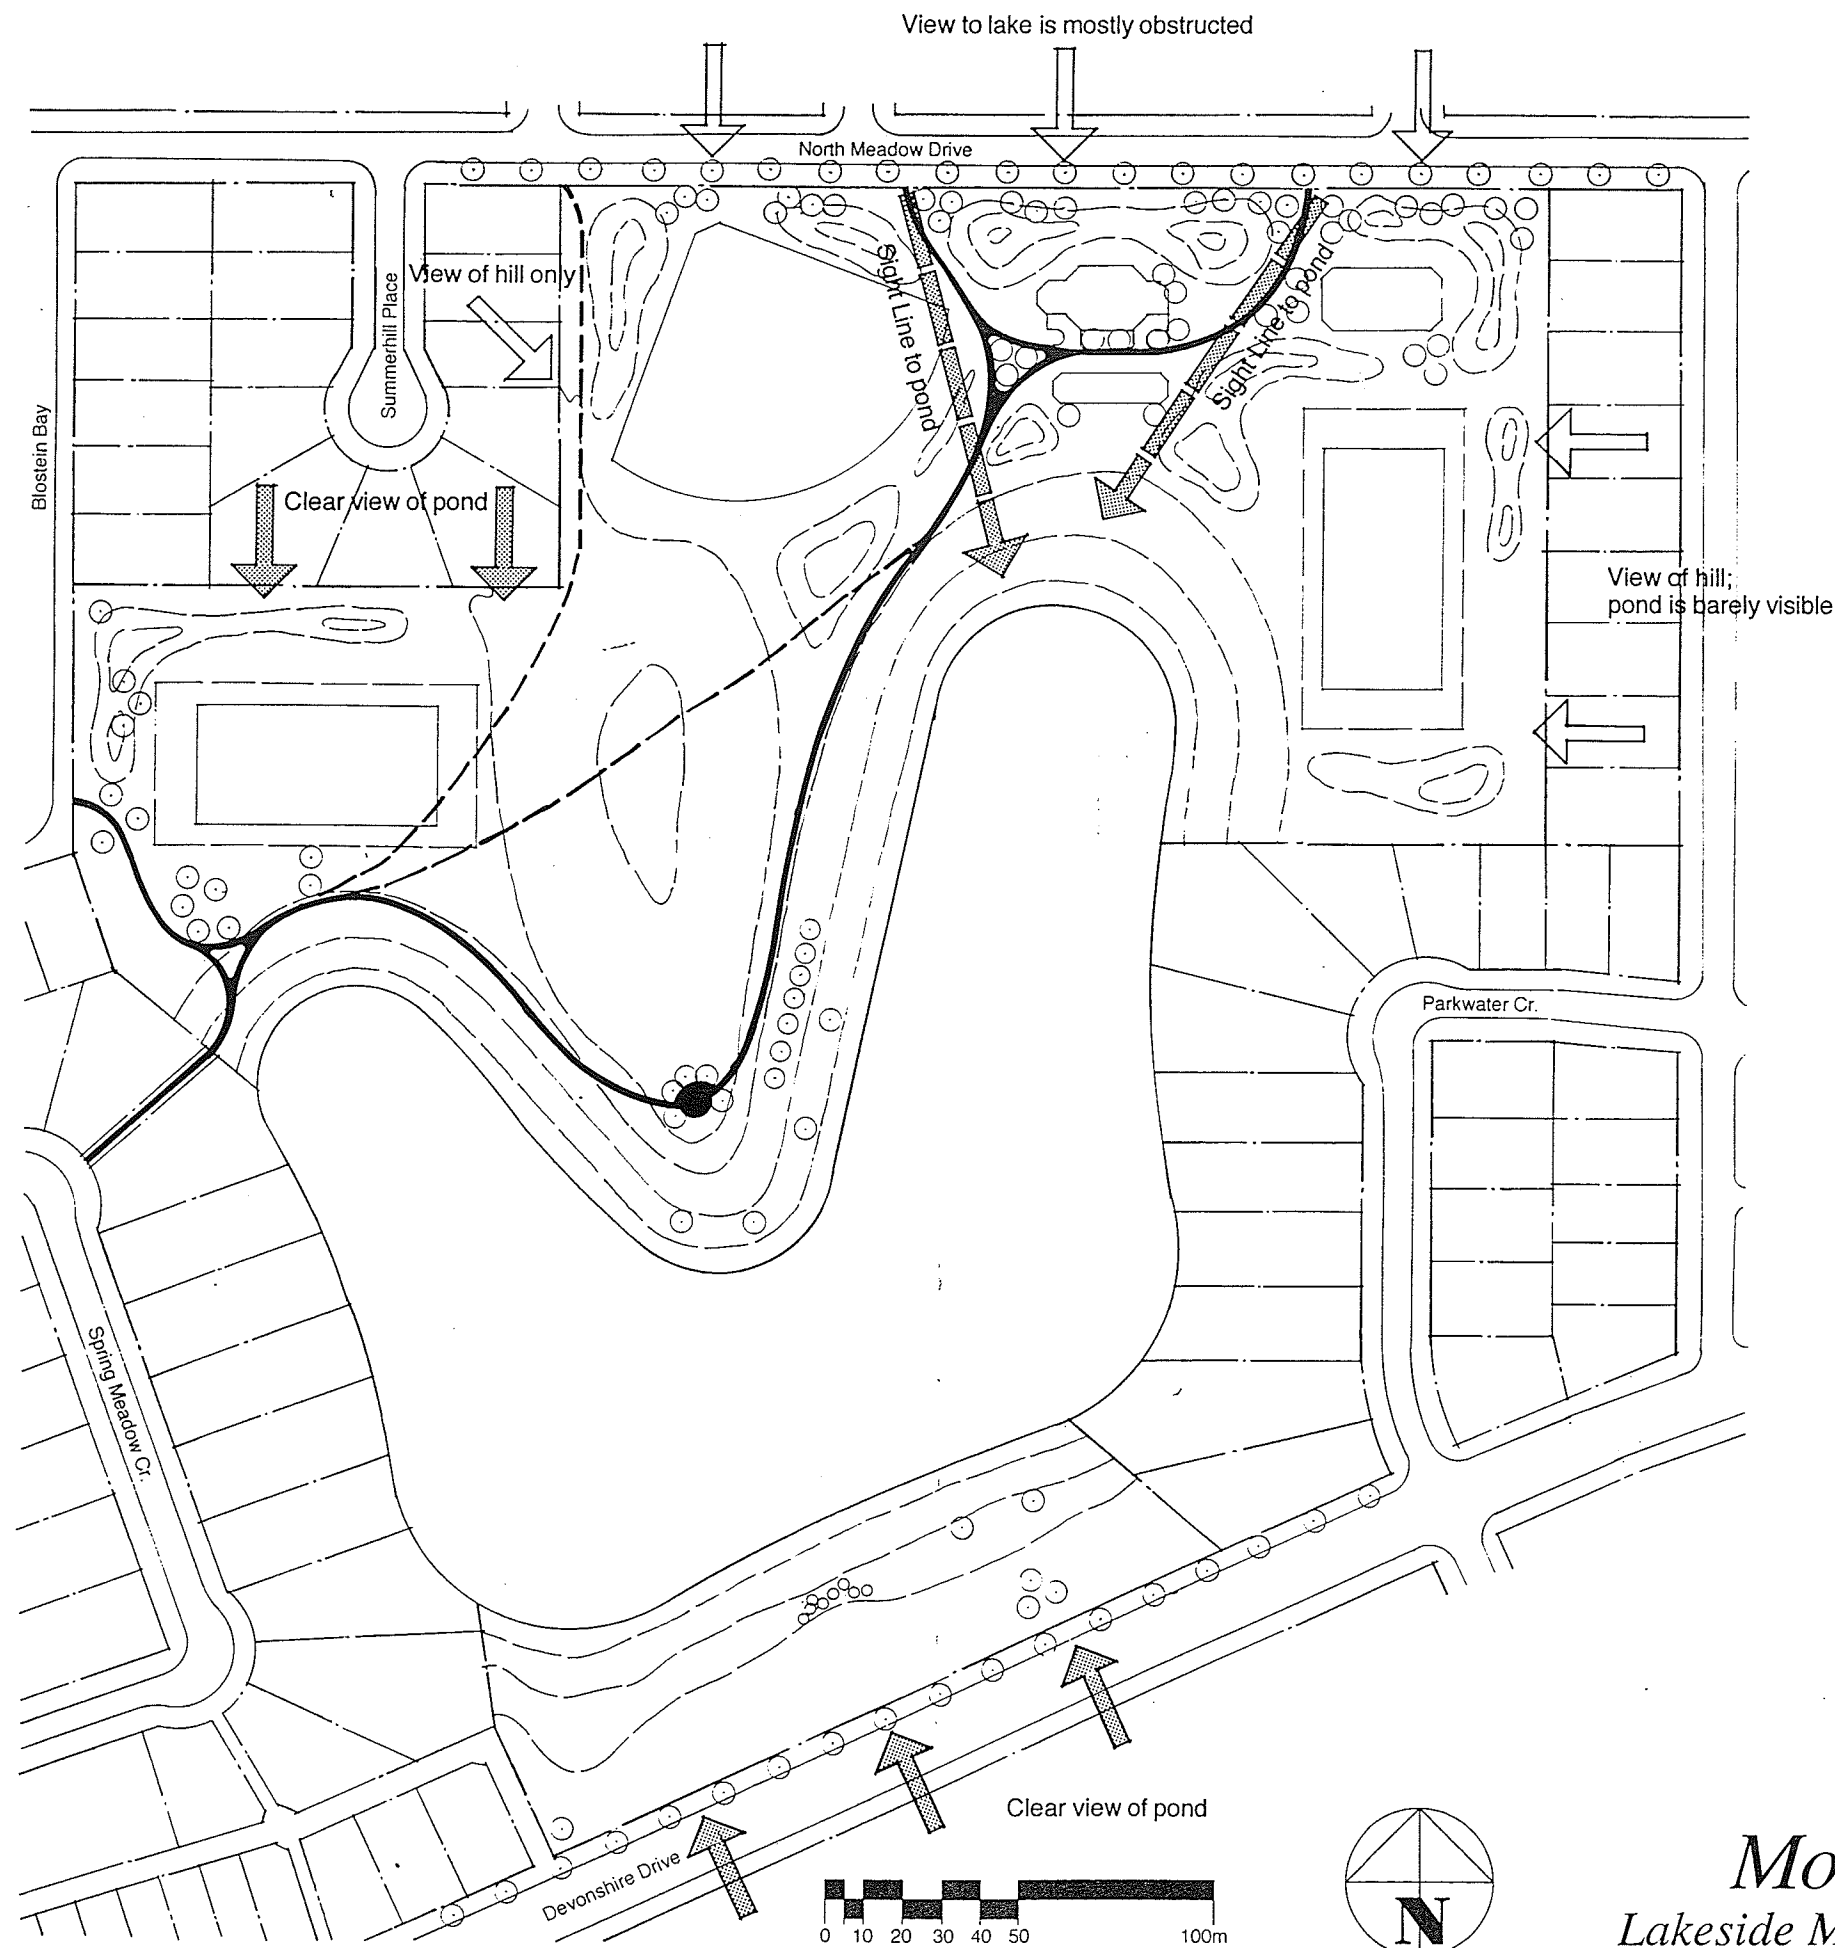 View to lake is mostly obstructed
North Meadow Drive
View of hill only
Summerhill Place
Sight Line to pond
Sight Line to pond
Blostein Bay
Clear view of pond
View of hill;
pond is barely visible
Parkwater Cr.
Spring Meadow Cr.
Clear view of pond
Devonshire Drive
0 10 20 30 40 50 100m
N
Mo
Lakeside M